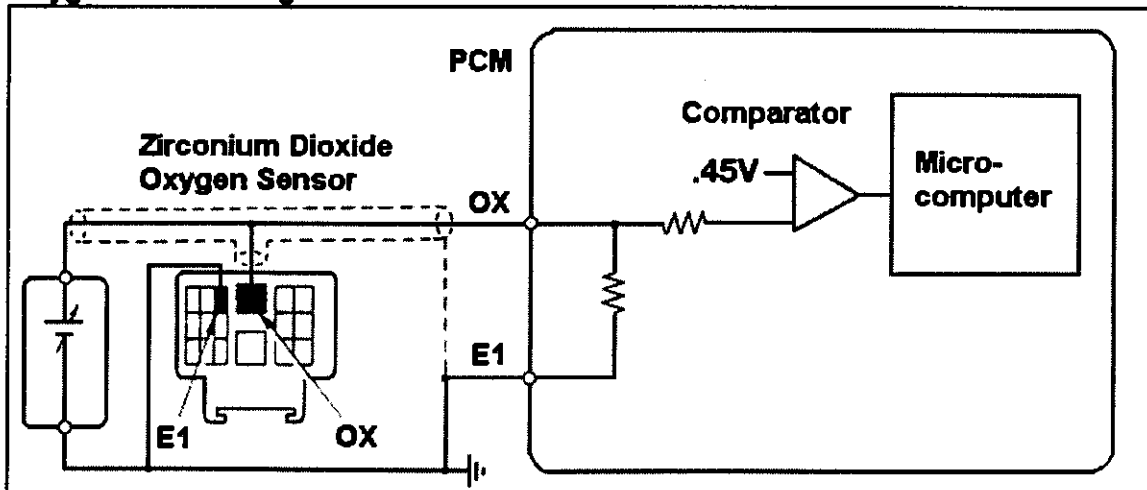 PCM
Comparator
Zirconium Dioxide
Oxygen Sensor
.45V
Micro-
computer
OX
E1
E1
OX